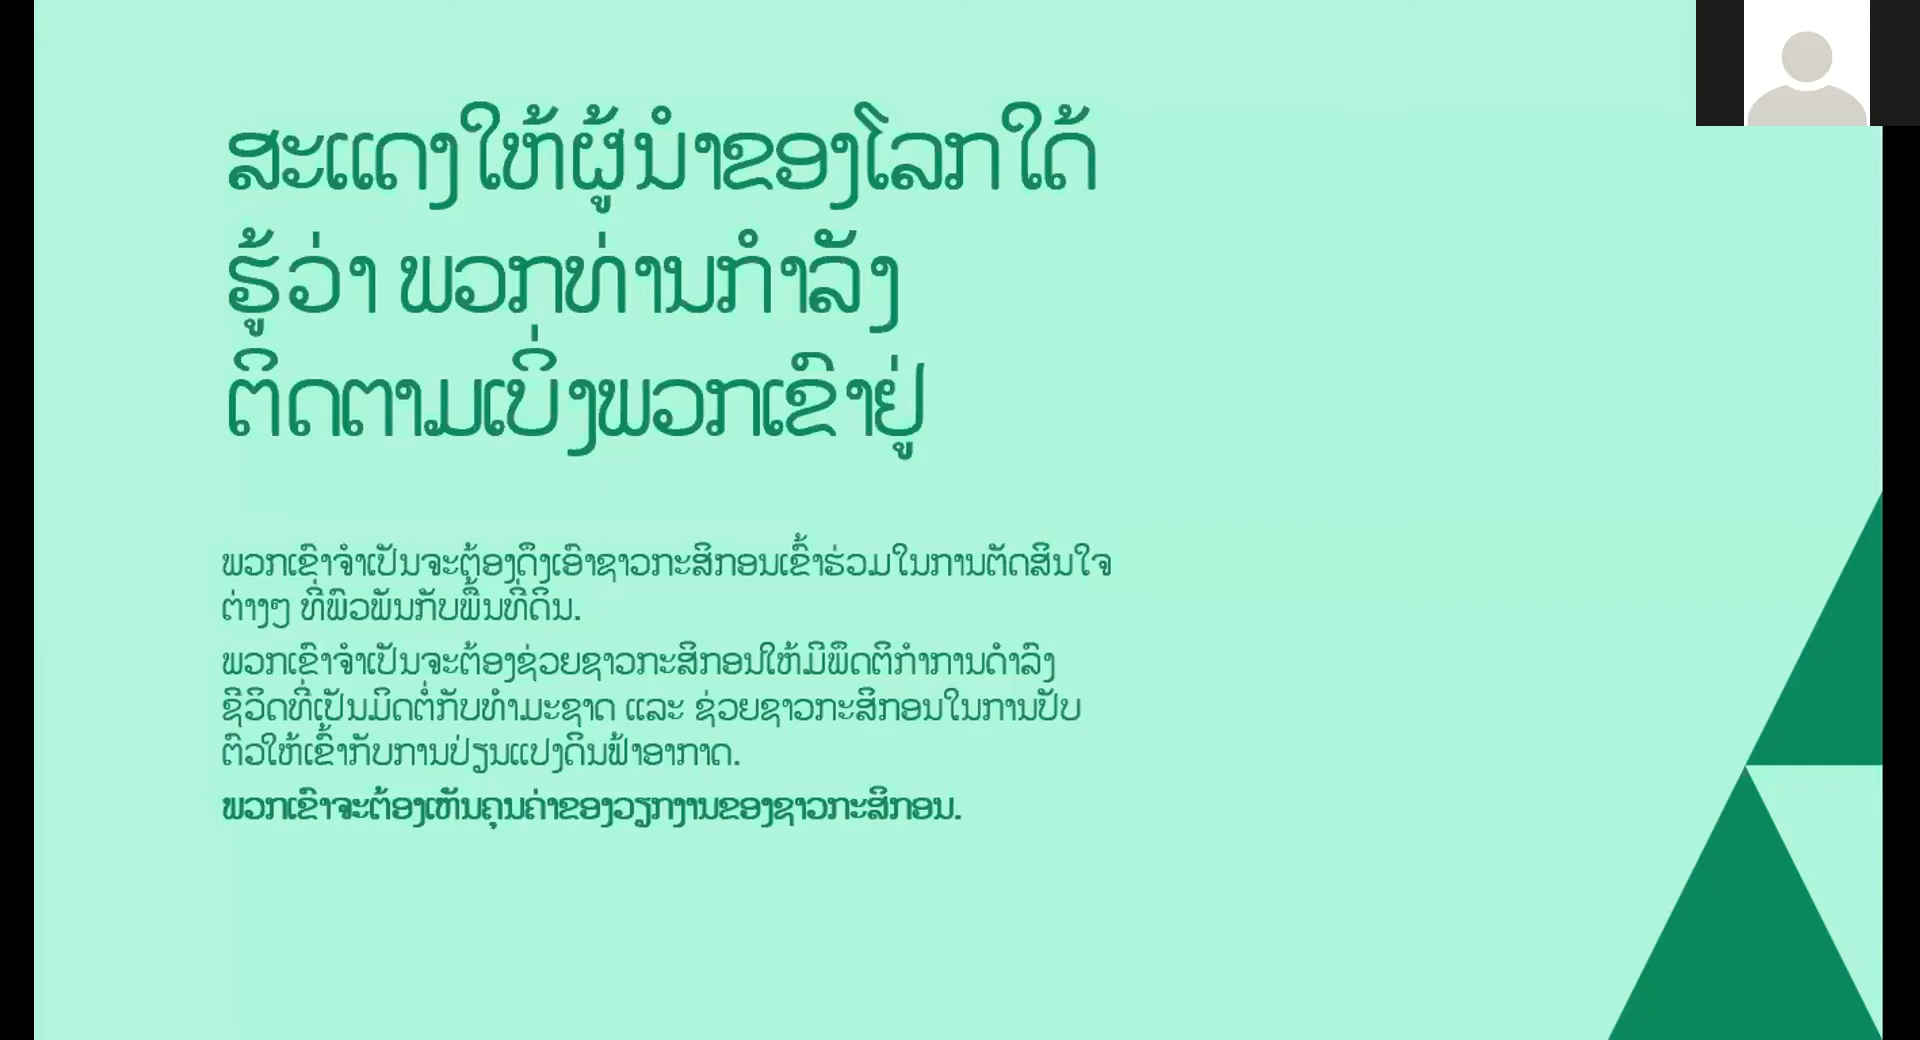 ສະແດງໃຫ້ຜູ້ນຳຂອງໂລກໃດ້
ຮູ້ວ່າ ພວກທ່ານກຳລັງ
ຕິດຕາມເບິ່ງພວກເຂົາຢູ່
ພວກເຂົາຈຳເປັນຈະຕ້ອງດຶງເອົາຊາວກະສິກອນເຂົ້າຮ່ວມໃນການຕັດສິນໃຈ
ຕ່າງໆ ທີ່ພົວພັນກັບພື້ນທີ່ດິນ.
ພວກເຂົາຈຳເປັນຈະຕ້ອງຊ່ວຍຊາວກະສິກອນໃຫ້ມີພຶດຕິກຳການດຳລົງ
ຊີວິດທີ່ເປັນມິດຕໍ່ກັບທຳມະຊາດ ແລະ ຊ່ວຍຊາວກະສິກອນໃນການປັບ
ຕົວໃຫ້ເຂົ້າກັບການປ່ຽນແປງດິນຟ້າອາກາດ.
ພວກເຂົາຈະຕ້ອງເຫັນຄຸນຄ່າຂອງວຽກງານຂອງຊາວກະສິກອນ.